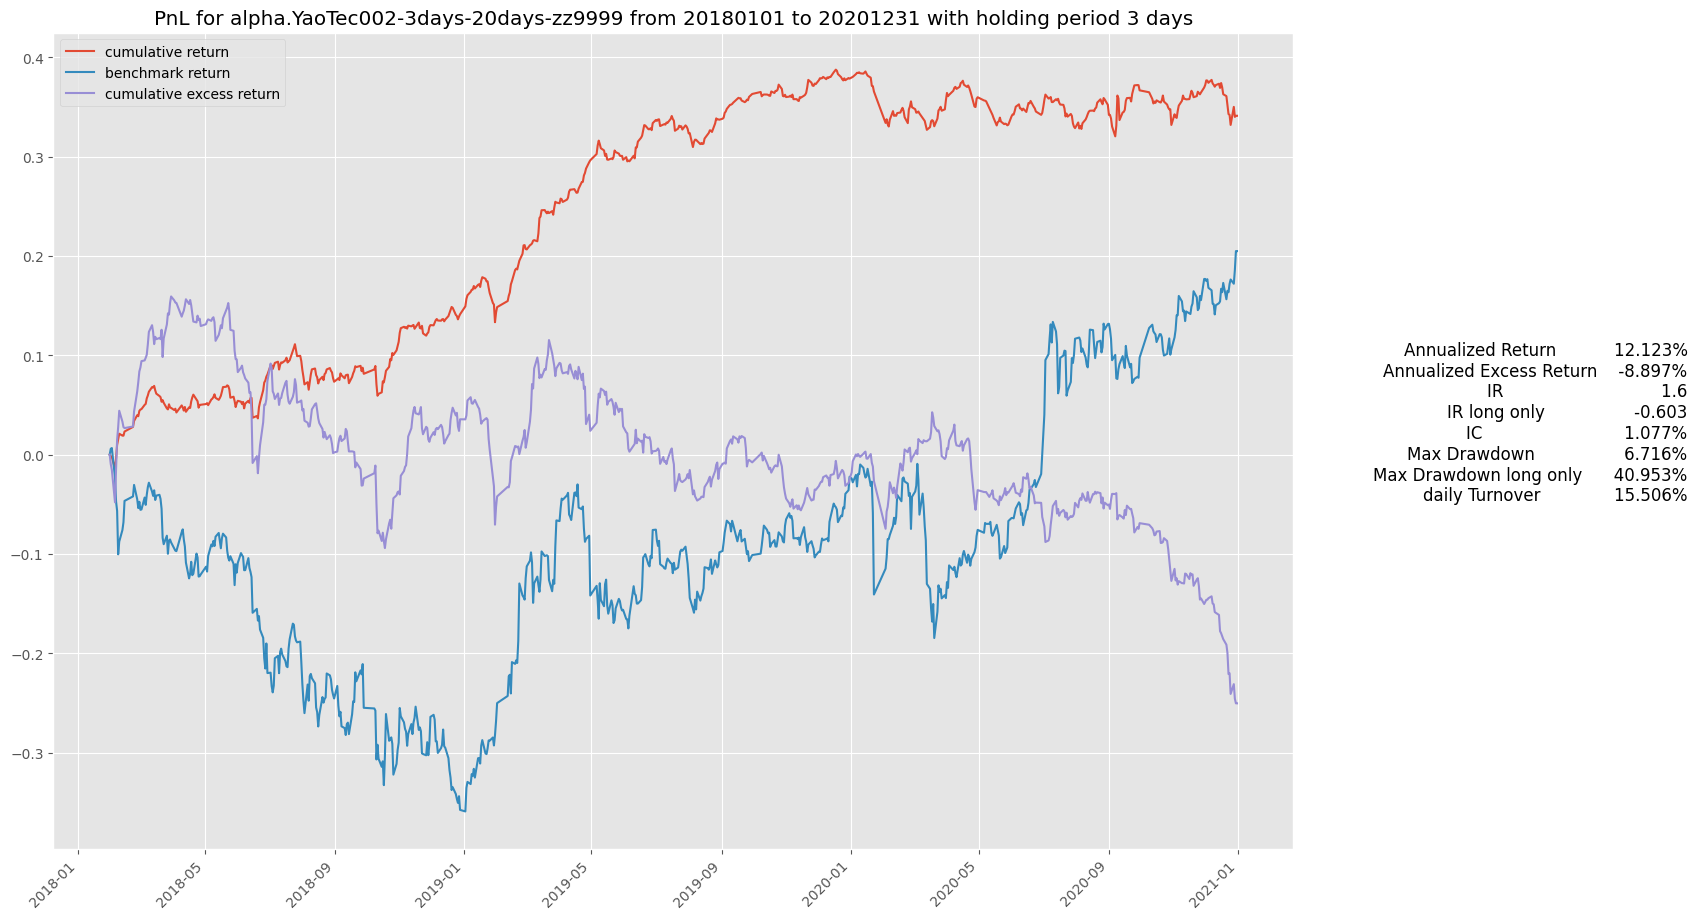 PnL for alpha.YaoTec002-3days-20days-zz9999 from 20180101 to 20201231 with holding period 3 days
cumulative return
benchmark return
cumulative excess return
0.4
0.3
0.2
0.1
0.0
−0.1
−0.2
−0.3
2018-01
2018-05
2018-09
2019-01
2019-05
2019-09
2020-01
2020-05
2020-09
2021-01
Annualized Return 12.123%
Annualized Excess Return -8.897%
IR 1.6
IR long only -0.603
IC 1.077%
Max Drawdown 6.716%
Max Drawdown long only 40.953%
daily Turnover 15.506%